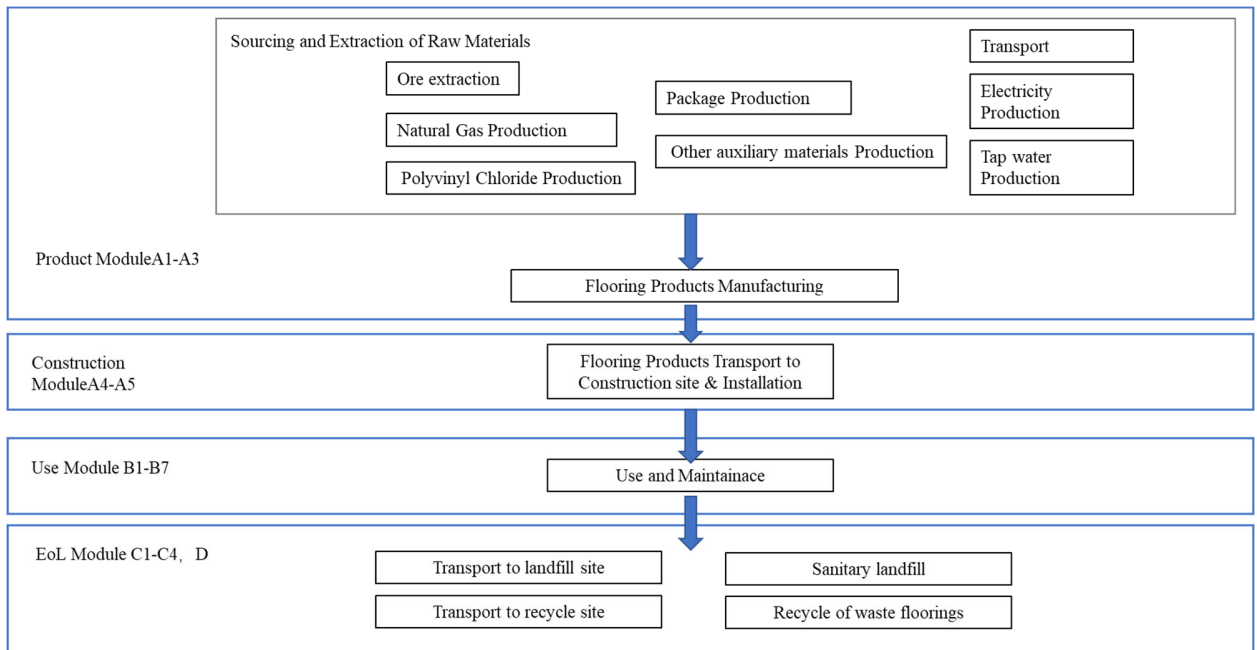 Sourcing and Extraction of Raw Materials
Ore extraction
Natural Gas Production
Polyvinyl Chloride Production
Package Production
Other auxiliary materials Production
Transport
Electricity
Production
Tap water
Production
Product ModuleA1-A3
Flooring Products Manufacturing
Construction
ModuleA4-A5
Flooring Products Transport to
Construction site & Installation
Use Module B1-B7
Use and Maintainace
EoL Module C1-C4，D
Transport to landfill site
Sanitary landfill
Transport to recycle site
Recycle of waste floorings